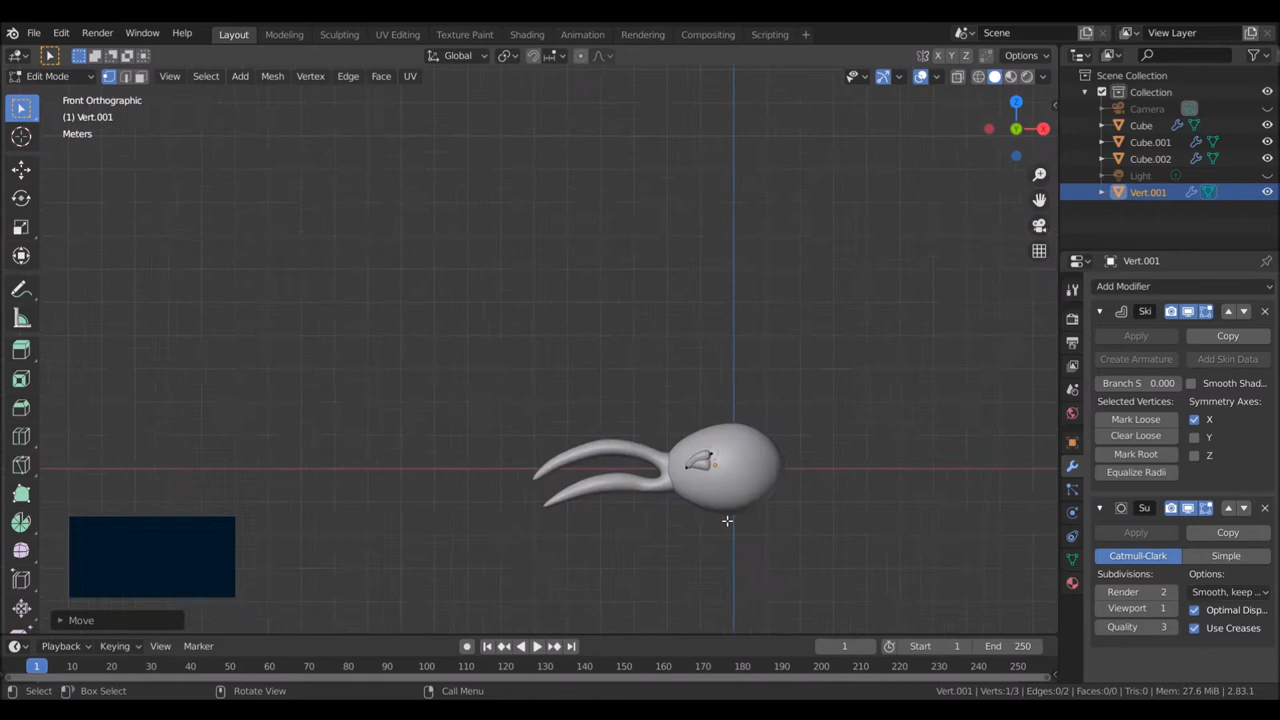 File Edit Render Window Help Layout Modeling Sculpting UV Editing Texture Paint Shading Animation Rendering Compositing Scripting + Scene View Layer
Global X Y Z Options
Edit Mode View Select Add Mesh Vertex Edge Face UV
Front Orthographic
(1) Vert.001
Meters
Z
Y
X
Move
Scene Collection
Collection
Camera
Cube
Cube.001
Cube.002
Light
Vert.001
Vert.001
Add Modifier
Ski
Apply Copy
Create Armature Add Skin Data
Branch S 0.000 Smooth Shad...
Selected Vertices: Symmetry Axes:
Mark Loose X
Clear Loose Y
Mark Root Z
Equalize Radii
Su
Apply Copy
Catmull-Clark Simple
Subdivisions: Options:
Render 2 Smooth, keep ...
Viewport 1 Optimal Disp...
Quality 3 Use Creases
Playback Keying View Marker 1 Start 1 End 250
1 10 20 30 40 50 60 70 80 90 100 110 120 130 140 150 160 170 180 190 200 210 220 230 240 250
Select Box Select Rotate View Call Menu Vert.001 | Verts:1/3 | Edges:0/2 | Faces:0/0 | Tris:0 | Mem: 27.6 MiB | 2.83.1